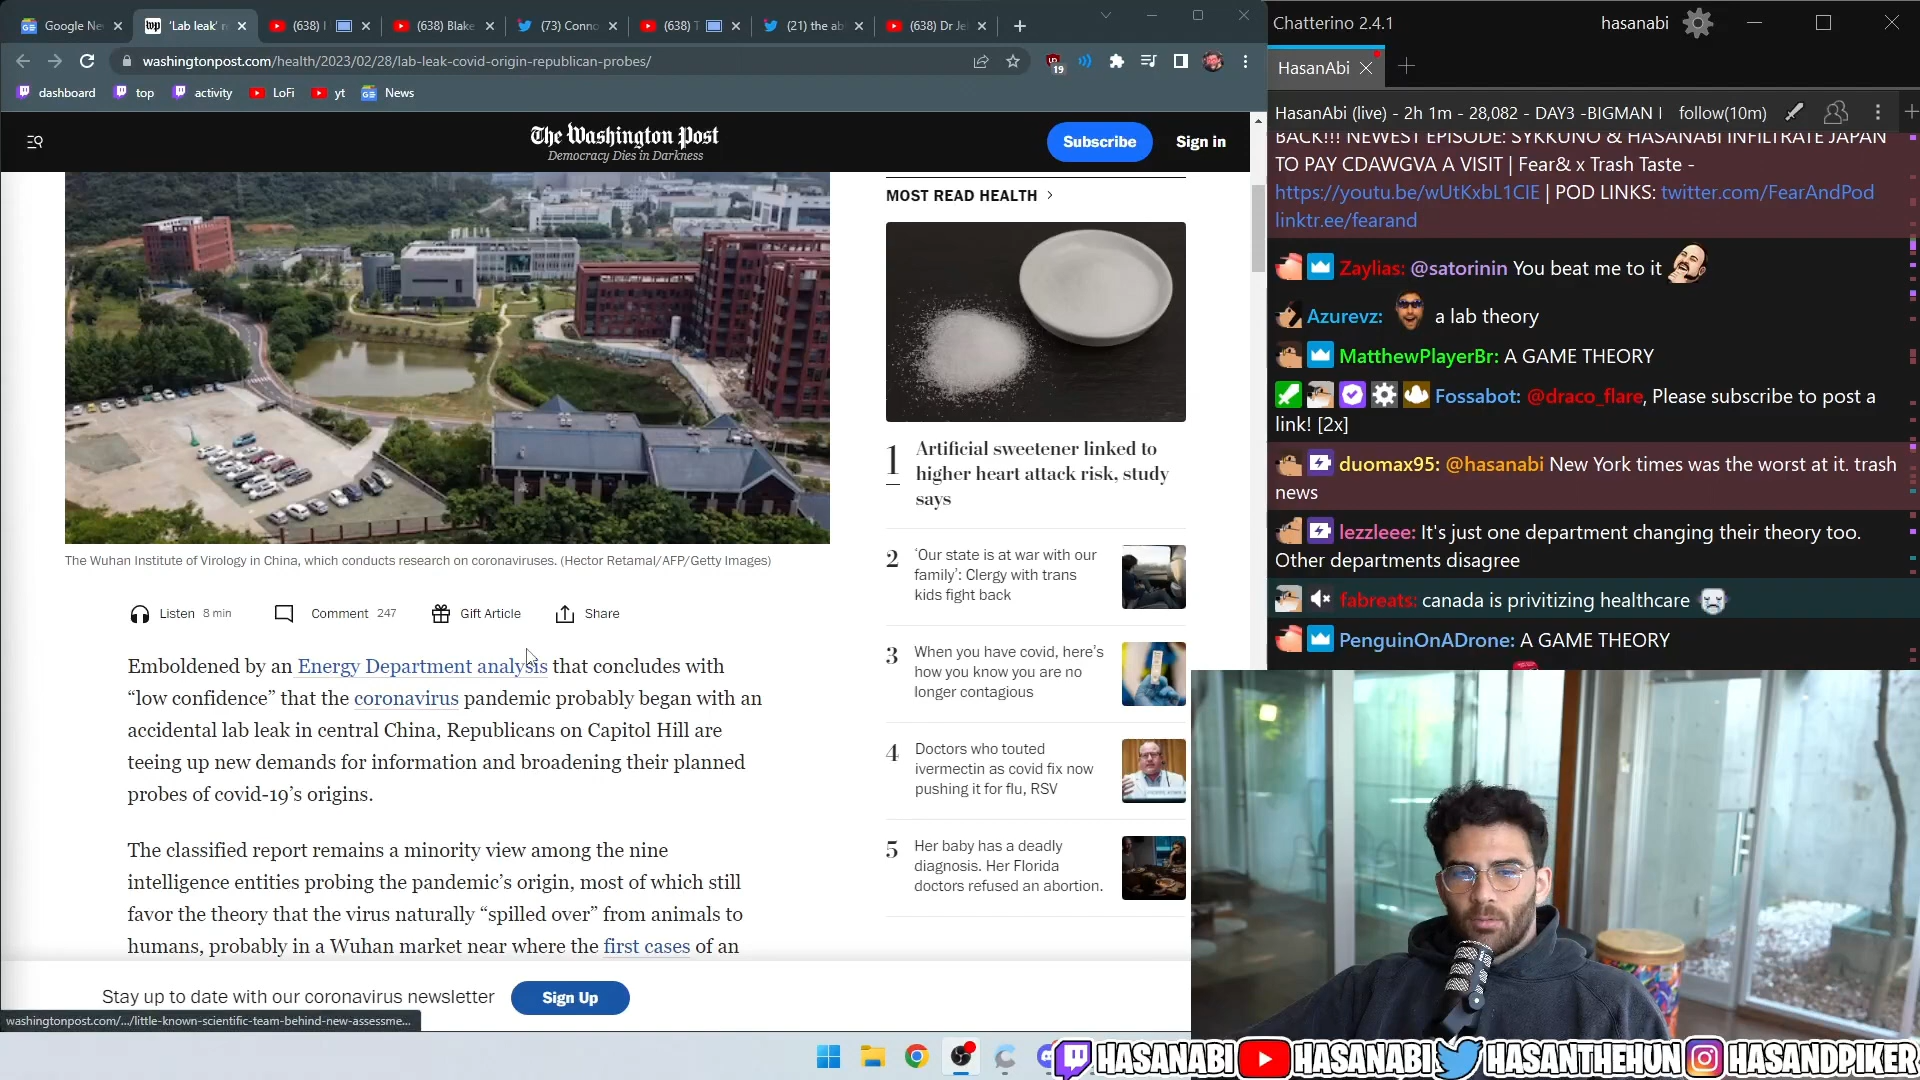 Google Ne
'Lab leak' r
(638) I
(638) Blake
(73) Conno
(638) T
(21) the ab
(638) Dr Je
washingtonpost.com/health/2023/02/28/lab-leak-covid-origin-republican-probes/
19
dashboard
top
activity
LoFi
yt
News
The Washington Post
Democracy Dies in Darkness
Subscribe
Sign in
The Wuhan Institute of Virology in China, which conducts research on coronaviruses. (Hector Retamal/AFP/Getty Images)
Listen 8 min
Comment 247
Gift Article
Share
Emboldened by an Energy Department analysis that concludes with
“low confidence” that the coronavirus pandemic probably began with an
accidental lab leak in central China, Republicans on Capitol Hill are
teeing up new demands for information and broadening their planned
probes of covid-19’s origins.
The classified report remains a minority view among the nine
intelligence entities probing the pandemic’s origin, most of which still
favor the theory that the virus naturally “spilled over” from animals to
humans, probably in a Wuhan market near where the first cases of an
MOST READ HEALTH >
1
Artificial sweetener linked to
higher heart attack risk, study
says
2
‘Our state is at war with our
family’: Clergy with trans
kids fight back
3
When you have covid, here’s
how you know you are no
longer contagious
4
Doctors who touted
ivermectin as covid fix now
pushing it for flu, RSV
5
Her baby has a deadly
diagnosis. Her Florida
doctors refused an abortion.
Stay up to date with our coronavirus newsletter
Sign Up
washingtonpost.com/.../little-known-scientific-team-behind-new-assessme...
Chatterino 2.4.1
hasanabi
HasanAbi
HasanAbi (live) - 2h 1m - 28,082 - DAY3 -BIGMAN
follow(10m)
BACK!!! NEWEST EPISODE: SYKKUNO & HASANABI INFILTRATE JAPAN
TO PAY CDAWGVA A VISIT | Fear& x Trash Taste -
https://youtu.be/wUtKxbL1CIE | POD LINKS: twitter.com/FearAndPod
linktr.ee/fearand
Zaylias: @satorinin You beat me to it
Azurevz: a lab theory
MatthewPlayerBr: A GAME THEORY
Fossabot: @draco_flare, Please subscribe to post a
link! [2x]
duomax95: @hasanabi New York times was the worst at it. trash
news
lezzleee: It's just one department changing their theory too.
Other departments disagree
fabreats: canada is privitizing healthcare
PenguinOnADrone: A GAME THEORY
HASANABI
HASANABI
HASANTHEHUN
HASANDPIKER